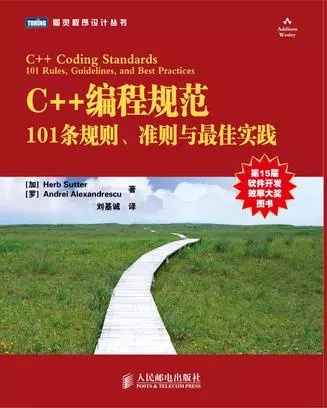 TURING
图灵程序设计丛书
Addison
Wesley
C++ Coding Standards
101 Rules, Guidelines, and Best Practices
C++编程规范
101条规则、准则与最佳实践
[加] Herb Sutter
[罗] Andrei Alexandrescu
著
刘基诚 译
第15届
软件开发
效率大奖
图书
人民邮电出版社
POSTS & TELECOM PRESS